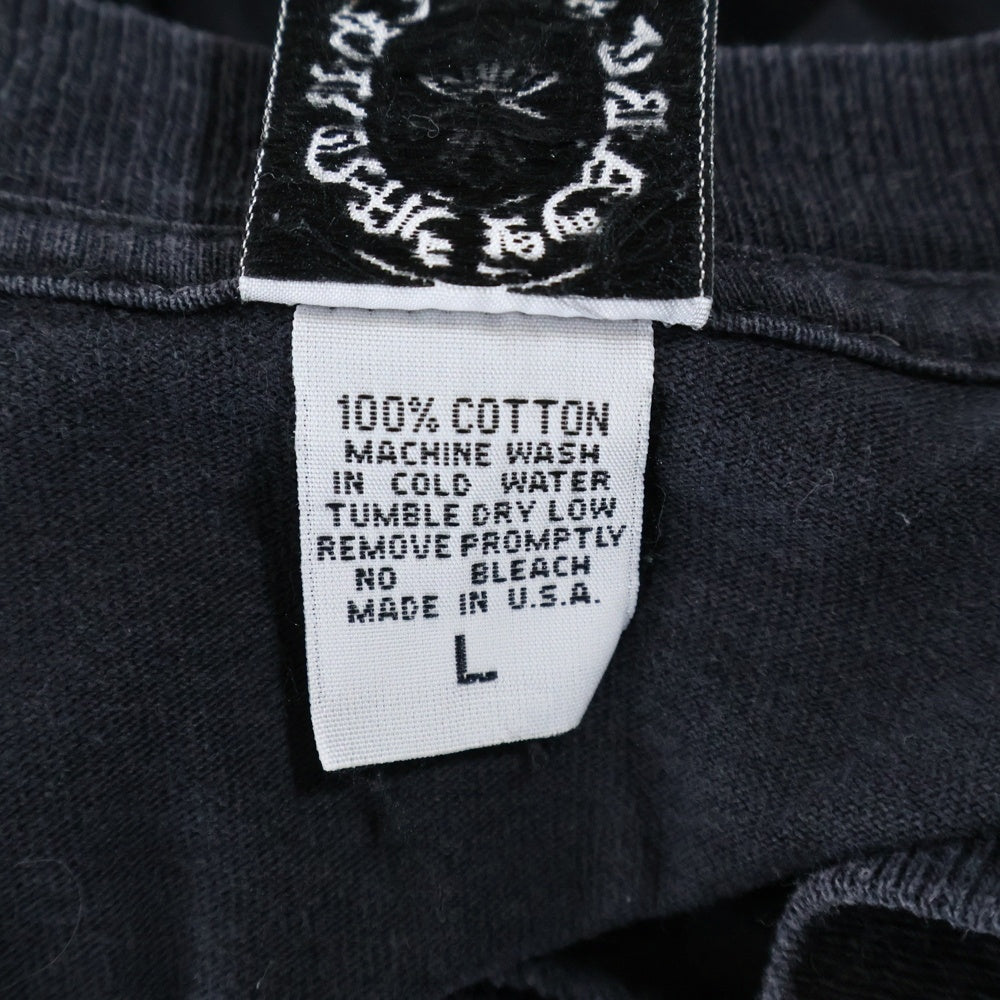 100% COTTON
MACHINE WASH
IN COLD WATER
TUMBLE DRY LOW
REMOVE PROMPTLY
NO BLEACH
MADE IN U.S.A.
L